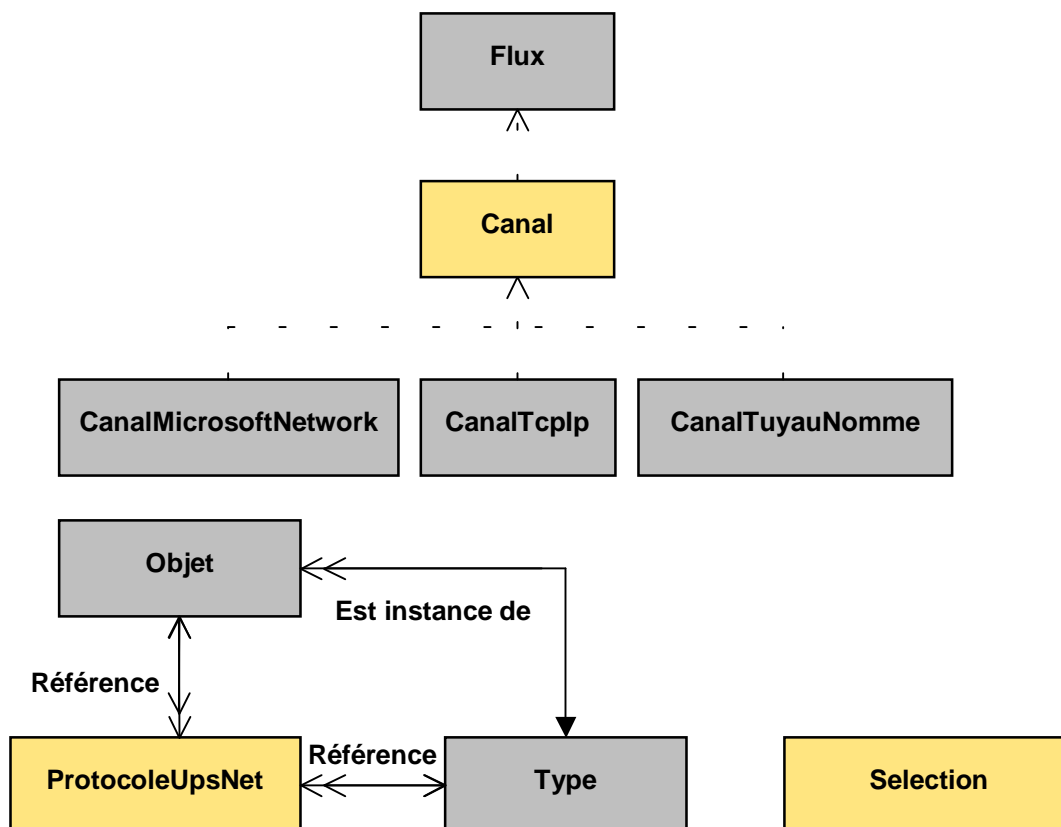 Flux
Canal
CanalMicrosoftNetwork
CanalTcpIp
CanalTuyauNomme
Objet
Est instance de
Référence
Référence
ProtocoleUpsNet
Type
Selection